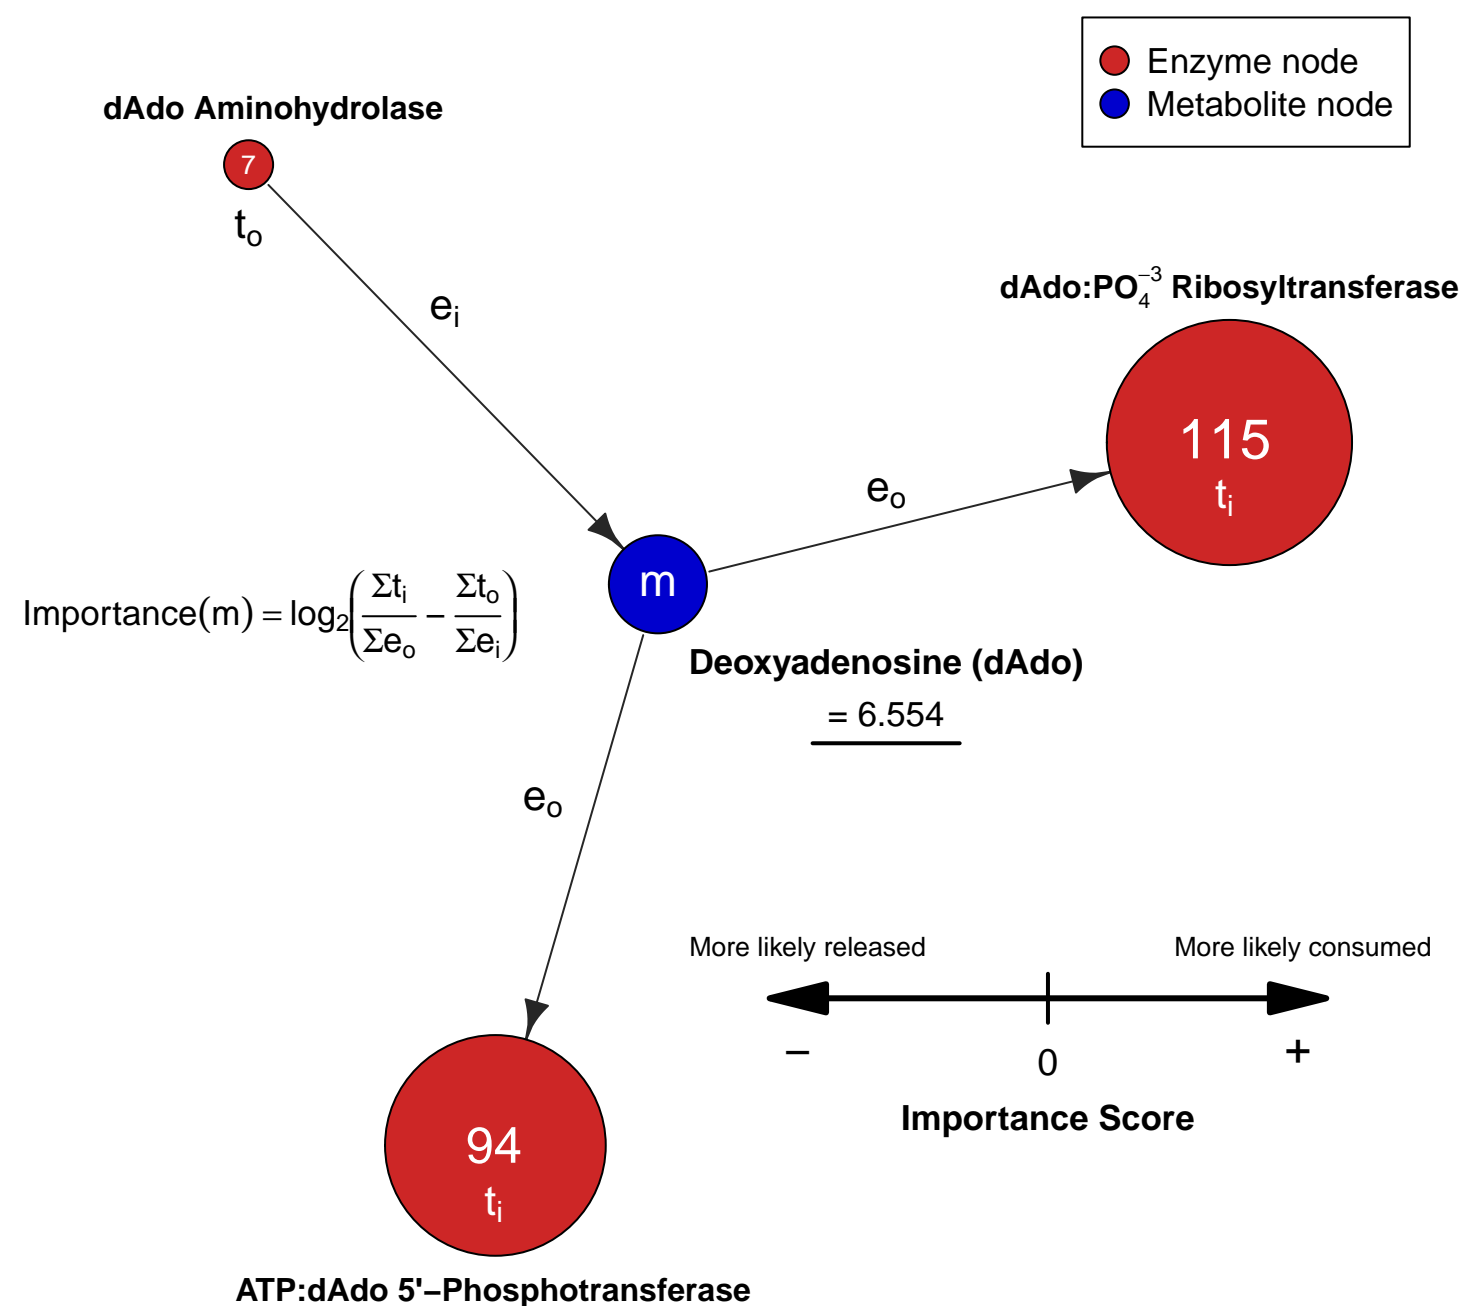 Enzyme node
Metabolite node
dAdo Aminohydrolase
7
tₒ
eᵢ
dAdo:PO₄⁻³ Ribosyltransferase
115
tᵢ
eₒ
m
Importance(m) = log₂(Σtᵢ/Σeₒ − Σtₒ/Σeᵢ)
Deoxyadenosine (dAdo)
= 6.554
eₒ
More likely released
More likely consumed
− 0 +
Importance Score
94
tᵢ
ATP:dAdo 5'−Phosphotransferase